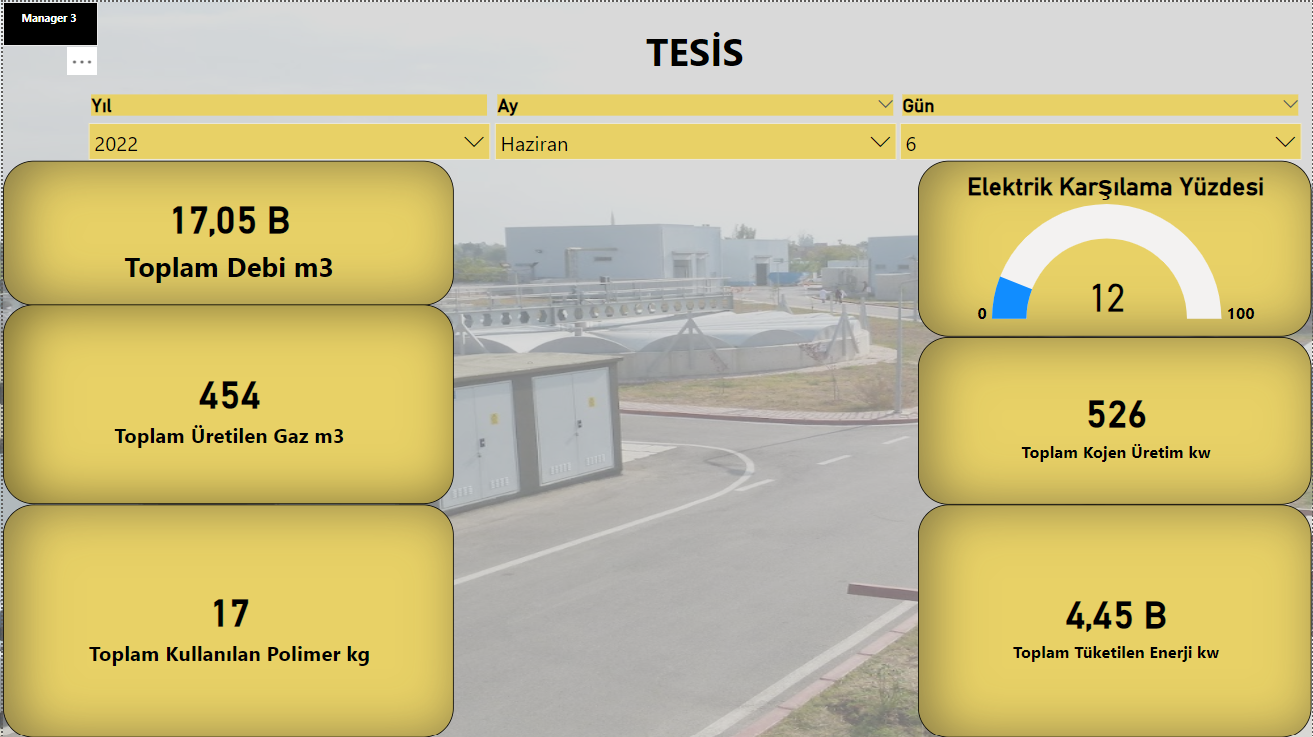 Manager 3
TESİS
Yıl
Ay
Gün
2022
Haziran
6
17,05 B
Toplam Debi m3
454
Toplam Üretilen Gaz m3
17
Toplam Kullanılan Polimer kg
Elektrik Karşılama Yüzdesi
12
0
100
526
Toplam Kojen Üretim kw
4,45 B
Toplam Tüketilen Enerji kw